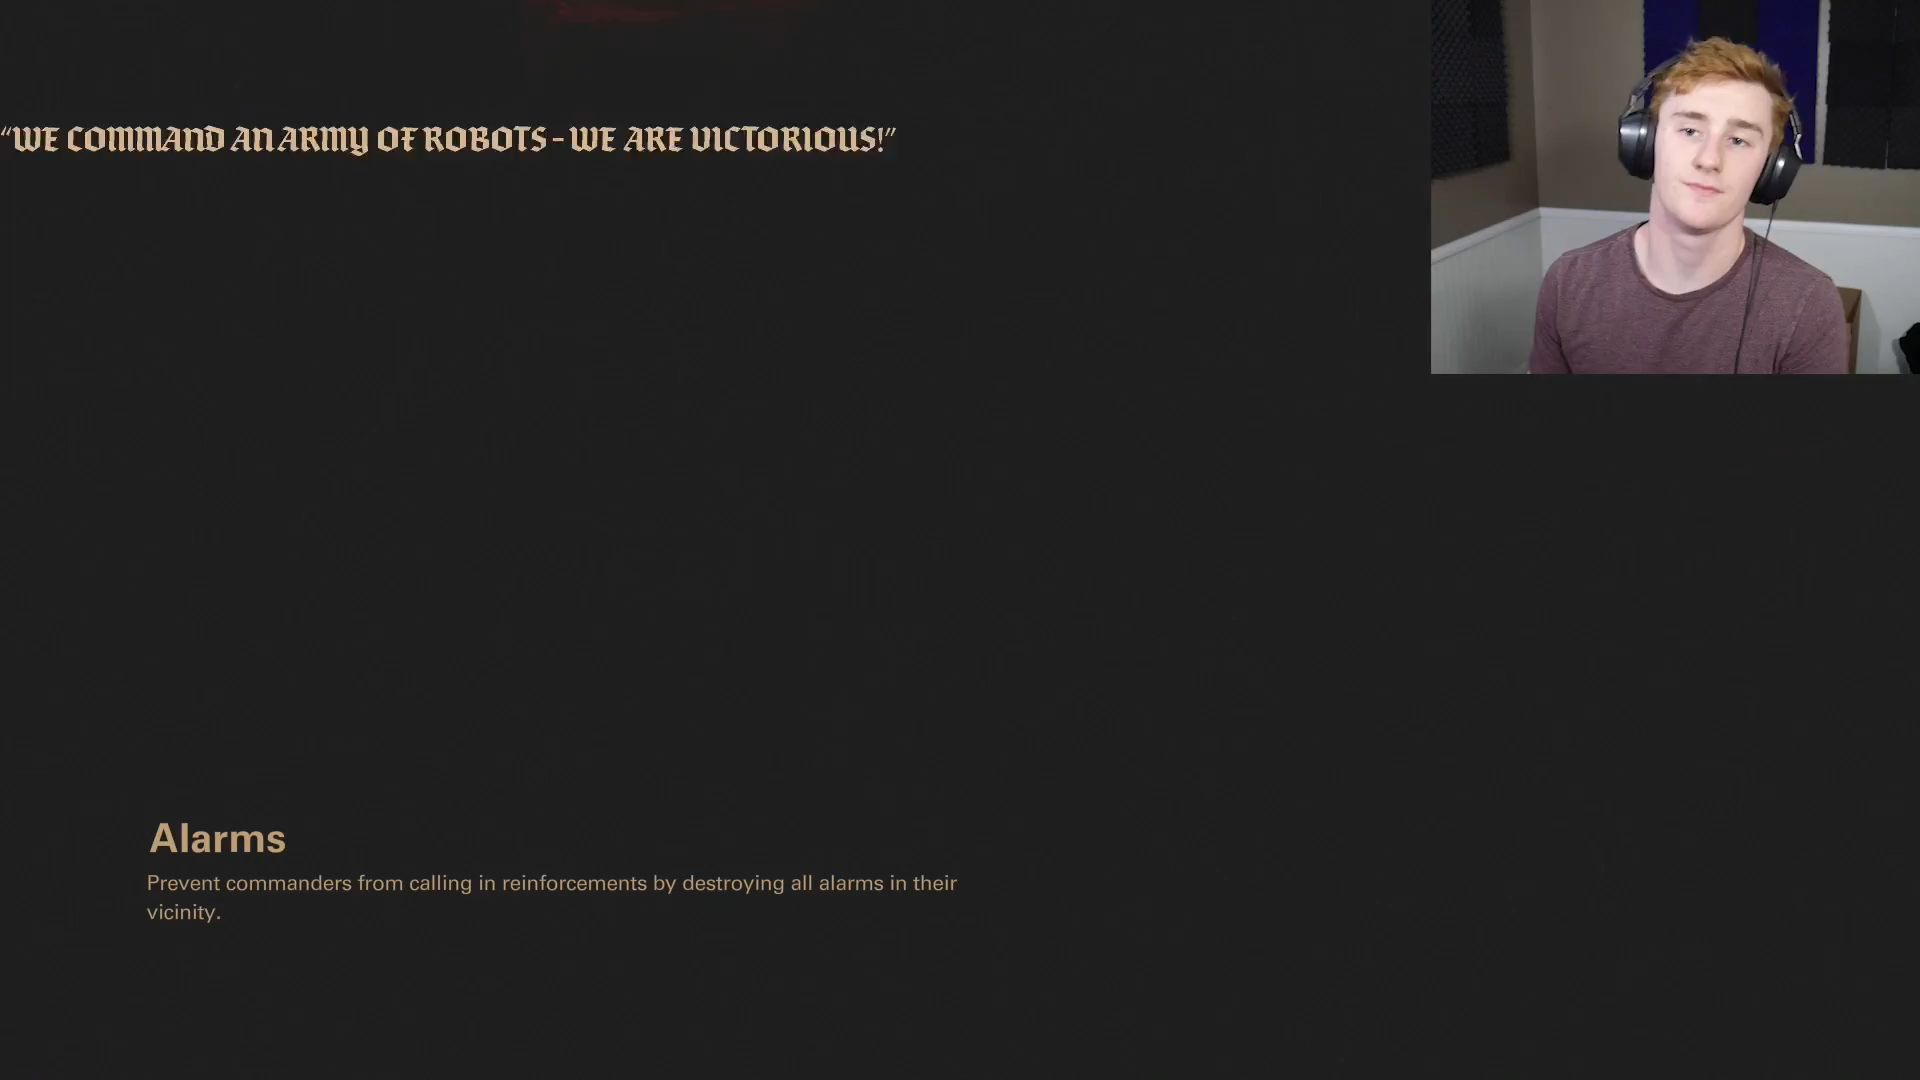 “WE COMMAND AN ARMY OF ROBOTS - WE ARE VICTORIOUS!”
Alarms
Prevent commanders from calling in reinforcements by destroying all alarms in their
vicinity.